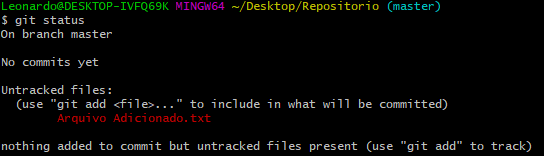 Leonardo@DESKTOP-IVFQ69K MINGW64 ~/Desktop/Repositorio (master)
$ git status
On branch master
No commits yet
Untracked files:
(use "git add <file>..." to include in what will be committed)
Arquivo Adicionado.txt
nothing added to commit but untracked files present (use "git add" to track)